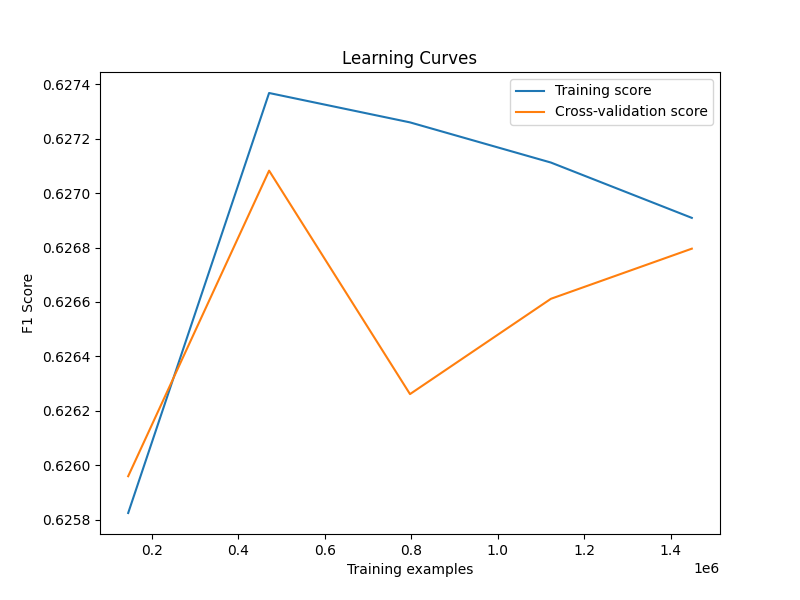 Learning Curves
Training score
Cross-validation score
F1 Score
0.6274
0.6272
0.6270
0.6268
0.6266
0.6264
0.6262
0.6260
0.6258
0.2 0.4 0.6 0.8 1.0 1.2 1.4
1e6
Training examples